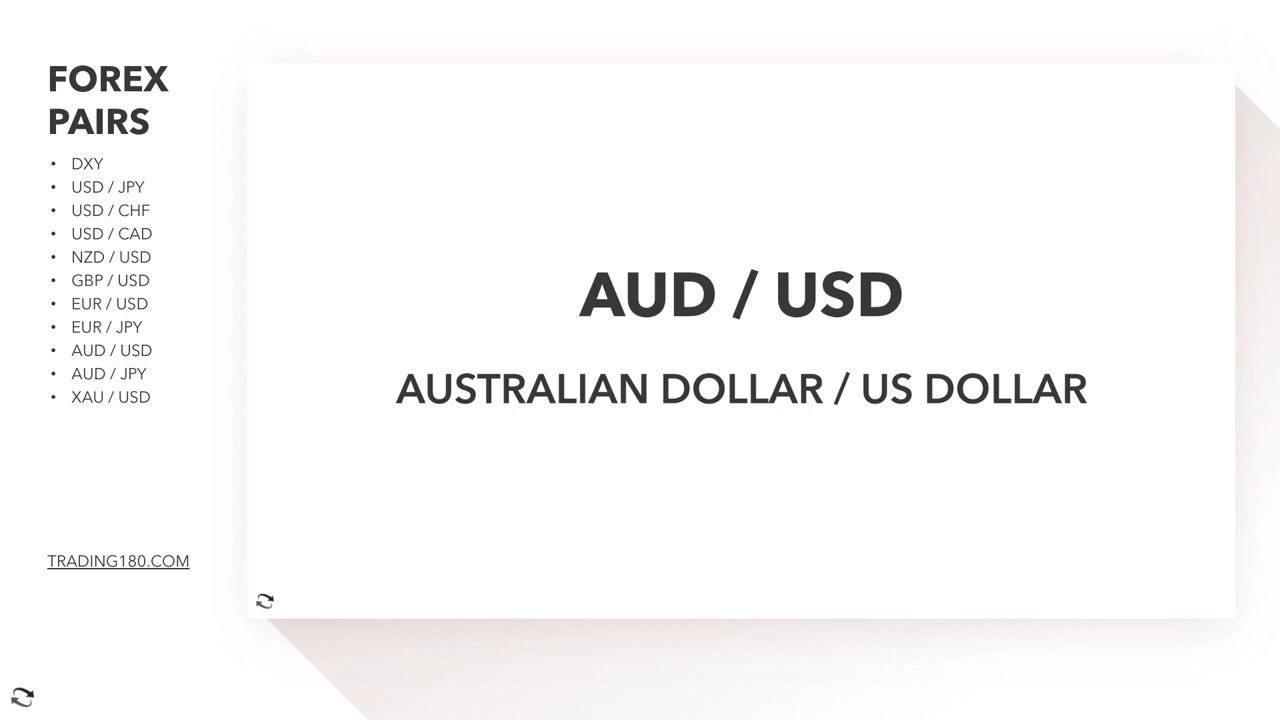 FOREX
PAIRS
• DXY
• USD / JPY
• USD / CHF
• USD / CAD
• NZD / USD
• GBP / USD
• EUR / USD
• EUR / JPY
• AUD / USD
• AUD / JPY
• XAU / USD
TRADING180.COM
AUD / USD
AUSTRALIAN DOLLAR / US DOLLAR